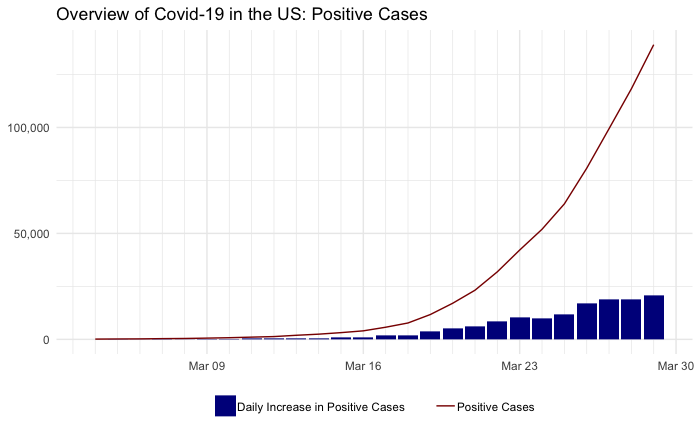 Overview of Covid-19 in the US: Positive Cases
100,000
50,000
0
Mar 09 Mar 16 Mar 23 Mar 30
Daily Increase in Positive Cases Positive Cases